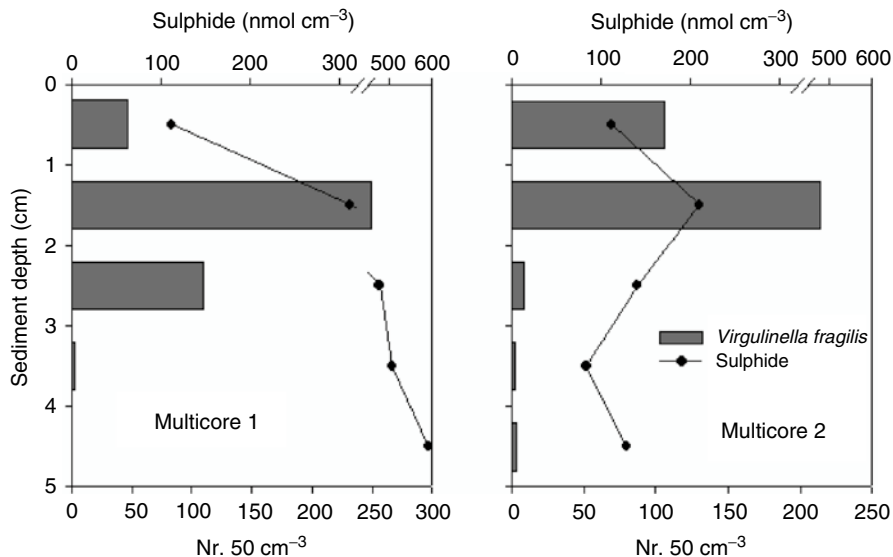 Sulphide (nmol cm⁻³)
0 100 200 300 500 600
0
1
2
3
4
5
Sediment depth (cm)
Multicore 1
0 50 100 150 200 250 300
Nr. 50 cm⁻³
Sulphide (nmol cm⁻³)
0 100 200 300 600
Virgulinella fragilis
Sulphide
Multicore 2
0 50 100 150 200 250
Nr. 50 cm⁻³